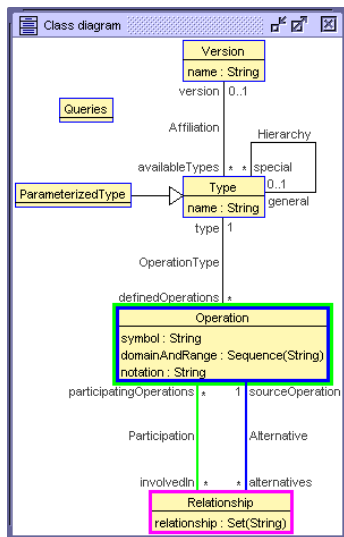 Class diagram
Version
name : String
version 0..1
Queries
Affiliation
Hierarchy
availableTypes * * special
ParameterizedType
Type
0..1
name : String
general
type 1
OperationType
definedOperations *
Operation
symbol : String
domainAndRange : Sequence(String)
notation : String
participatingOperations * 1 sourceOperation
Participation Alternative
involvedIn * * alternatives
Relationship
relationship : Set(String)